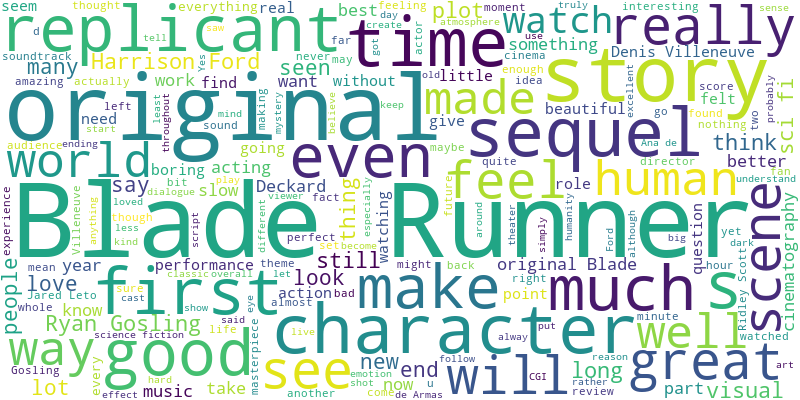 thought
seem
everything
real
best
plot
moment
truly
interesting
sense
d
tell
Yes
saw
day
create
feeling
atmosphere
replicant
time
watch
really
soundtrack
Harrison Ford
far
got
actor
something
use
Denis Villeneuve
many
work
seen
may
cinema
score
amazing
actually
find
without
little
old
enough
idea
felt
probably
sci fi
original
story
left
making
want
made
beautiful
excellent
go
found
nothing
two
need
start
throughout
mind
sound
mystery
never
believe
keep
give
audience
ending
going
sequel
maybe
quite
Ana de
think
world
even
boring
acting
director
better
fan
understand
say
bit
slow
Deckard
feel
role
human
experience
loved
dialogue
play
fact
thing
especially
watching
future
Villeneuve
anything
though
less
kind
script
different
viewer
perfect
set
become
Blade Runner
around
theater
humanity
simply
Ford
although
big
question
yet
dark
hour
Ridley Scott
scene
cinematography
people
mean
year
performance
theme
still
might
back
original Blade
right
minute
watched
love
classic
overall
let
look
whole
Jared Leto
sure
cast
show
almost
action
bad
first
make
much
s
point
know
said
eye
life
masterpiece
character
well
way
Ryan Gosling
science fiction
live
alway
put
reason
good
see
new
end
will
follow
CGI
long
great
Gosling
every
hard
now
u
emotion
shot
rather
review
part
visual
art
lot
effect
music
take
another
come
de Armas